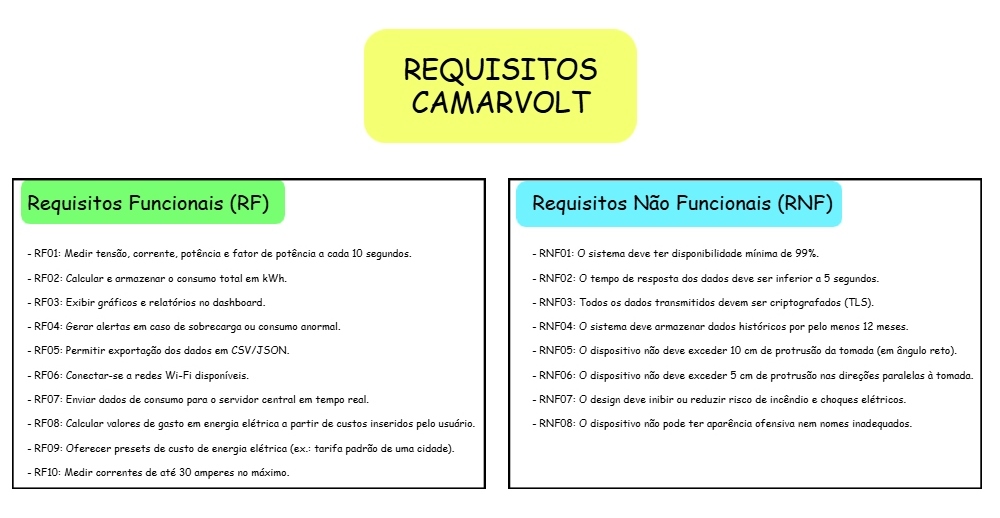 REQUISITOS
CAMARVOLT
Requisitos Funcionais (RF)
- RF01: Medir tensão, corrente, potência e fator de potência a cada 10 segundos.
- RF02: Calcular e armazenar o consumo total em kWh.
- RF03: Exibir gráficos e relatórios no dashboard.
- RF04: Gerar alertas em caso de sobrecarga ou consumo anormal.
- RF05: Permitir exportação dos dados em CSV/JSON.
- RF06: Conectar-se a redes Wi-Fi disponíveis.
- RF07: Enviar dados de consumo para o servidor central em tempo real.
- RF08: Calcular valores de gasto em energia elétrica a partir de custos inseridos pelo usuário.
- RF09: Oferecer presets de custo de energia elétrica (ex.: tarifa padrão de uma cidade).
- RF10: Medir correntes de até 30 amperes no máximo.
Requisitos Não Funcionais (RNF)
- RNF01: O sistema deve ter disponibilidade mínima de 99%.
- RNF02: O tempo de resposta dos dados deve ser inferior a 5 segundos.
- RNF03: Todos os dados transmitidos devem ser criptografados (TLS).
- RNF04: O sistema deve armazenar dados históricos por pelo menos 12 meses.
- RNF05: O dispositivo não deve exceder 10 cm de protrusão da tomada (em ângulo reto).
- RNF06: O dispositivo não deve exceder 5 cm de protrusão nas direções paralelas à tomada.
- RNF07: O design deve inibir ou reduzir risco de incêndio e choques elétricos.
- RNF08: O dispositivo não pode ter aparência ofensiva nem nomes inadequados.